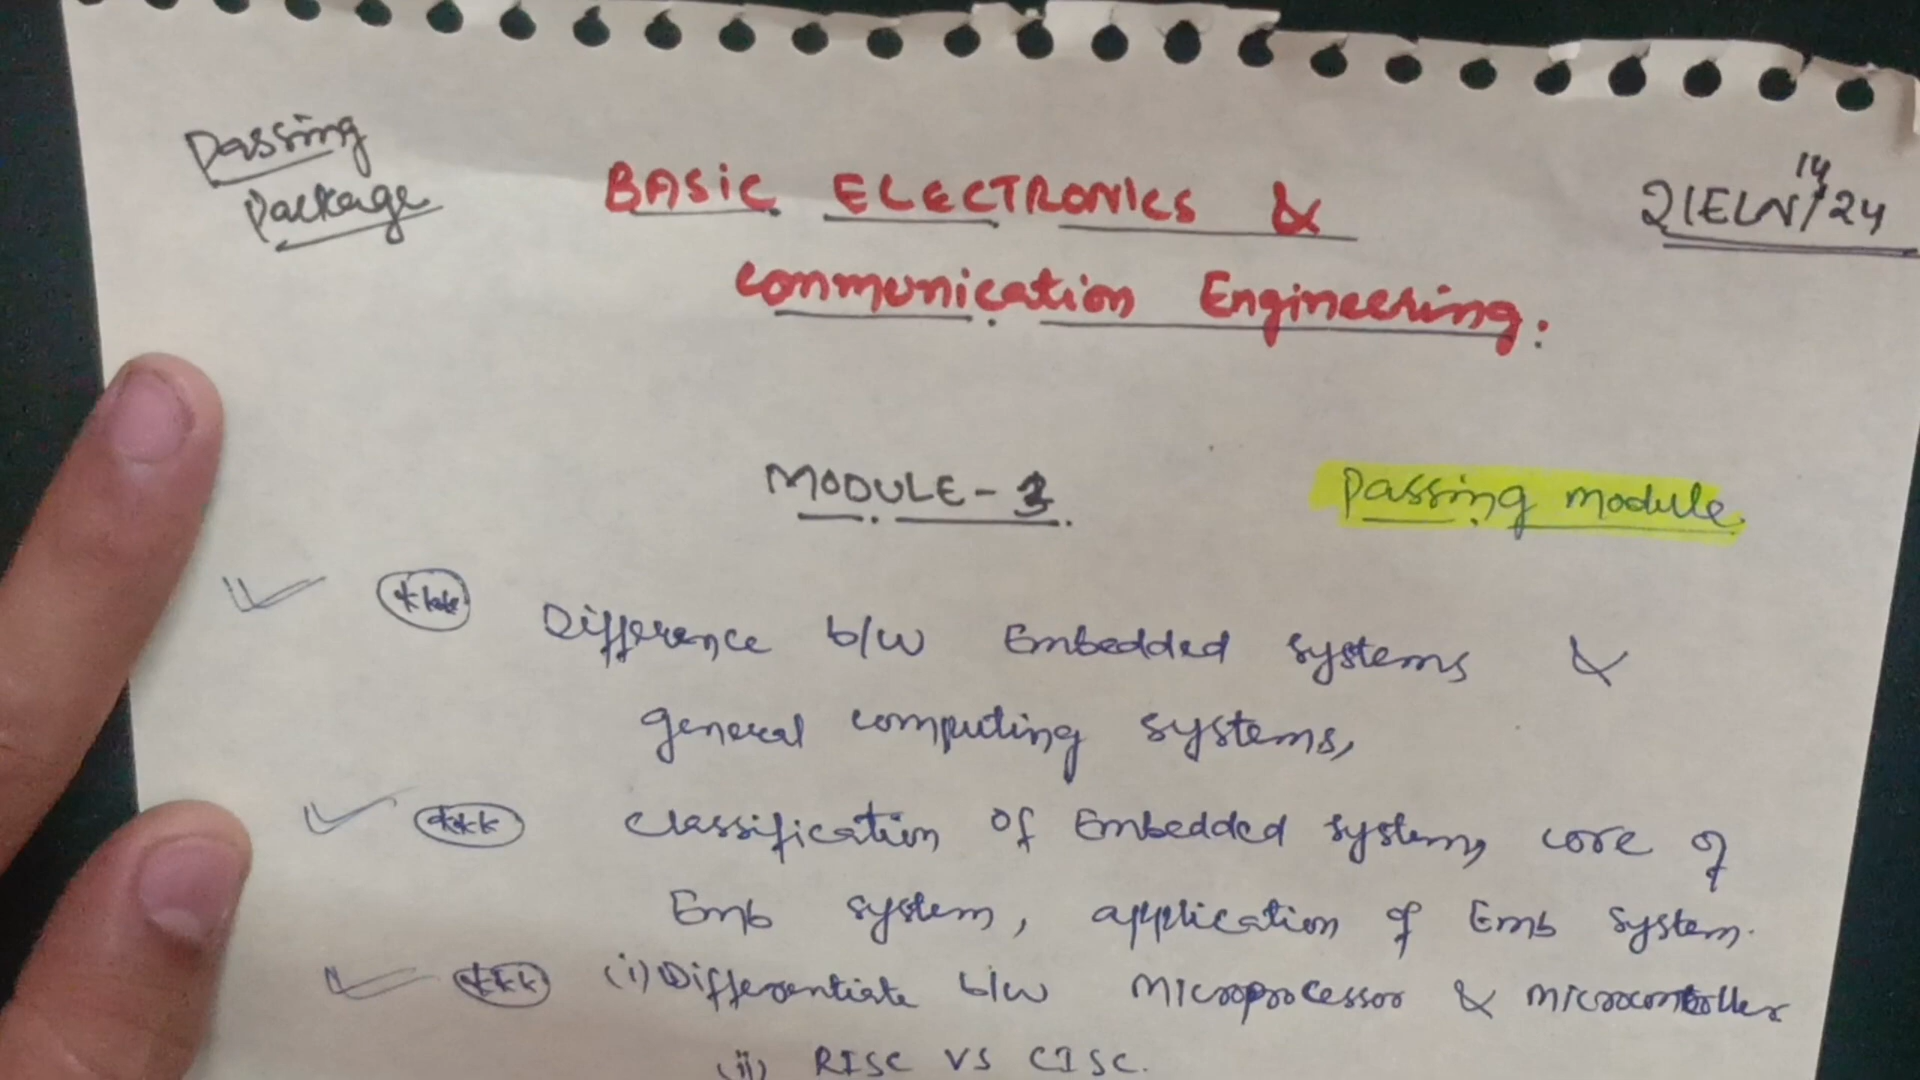 Passing
Package
BASIC ELECTRONICS &
Communication Engineering.
21ELN14/24
MODULE-3
Passing module
*** Difference b/w Embedded systems &
general computing systems,
*** classification of Embedded system, core of
Emb system, application of Emb system.
*** (i) Differentiate b/w Microprocessor & microcontroller
(ii) RISC VS CISC.